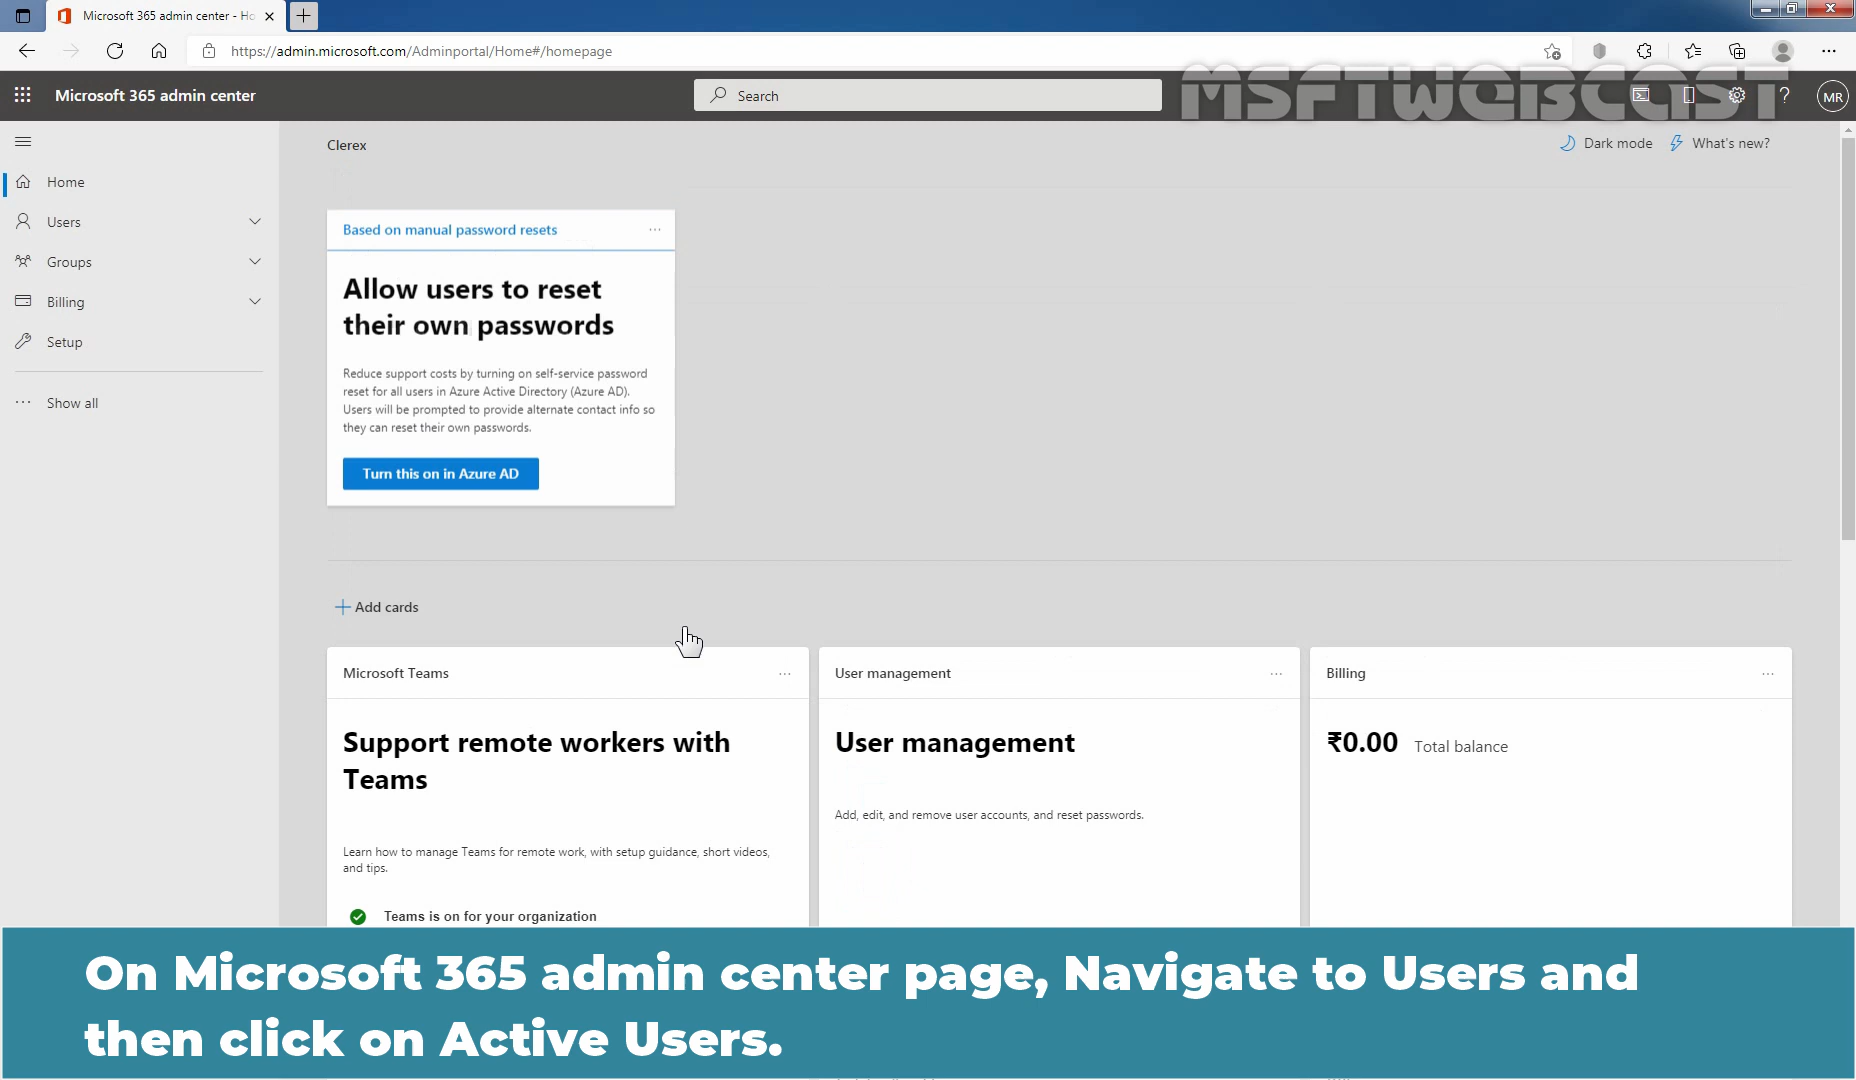 Microsoft 365 admin center - Ho
https://admin.microsoft.com/Adminportal/Home#/homepage
MSFTWEBCAST
Microsoft 365 admin center
Search
?
MR
Clerex
Dark mode
What's new?
Home
Users
Groups
Billing
Setup
Show all
Based on manual password resets
Allow users to reset
their own passwords
Reduce support costs by turning on self-service password
reset for all users in Azure Active Directory (Azure AD).
Users will be prompted to provide alternate contact info so
they can reset their own passwords.
Turn this on in Azure AD
Add cards
Microsoft Teams
Support remote workers with
Teams
Learn how to manage Teams for remote work, with setup guidance, short videos,
and tips.
Teams is on for your organization
User management
User management
Add, edit, and remove user accounts, and reset passwords.
Billing
₹0.00 Total balance
On Microsoft 365 admin center page, Navigate to Users and
then click on Active Users.